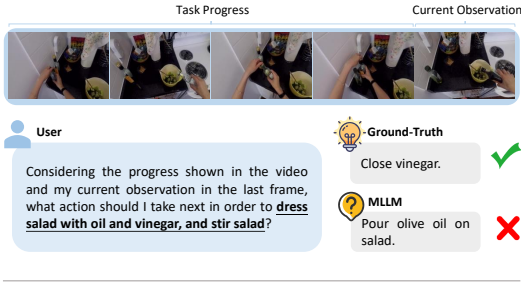 Task Progress
Current Observation
User
Considering the progress shown in the video
and my current observation in the last frame,
what action should I take next in order to dress
salad with oil and vinegar, and stir salad?
Ground-Truth
Close vinegar.
MLLM
Pour olive oil on
salad.